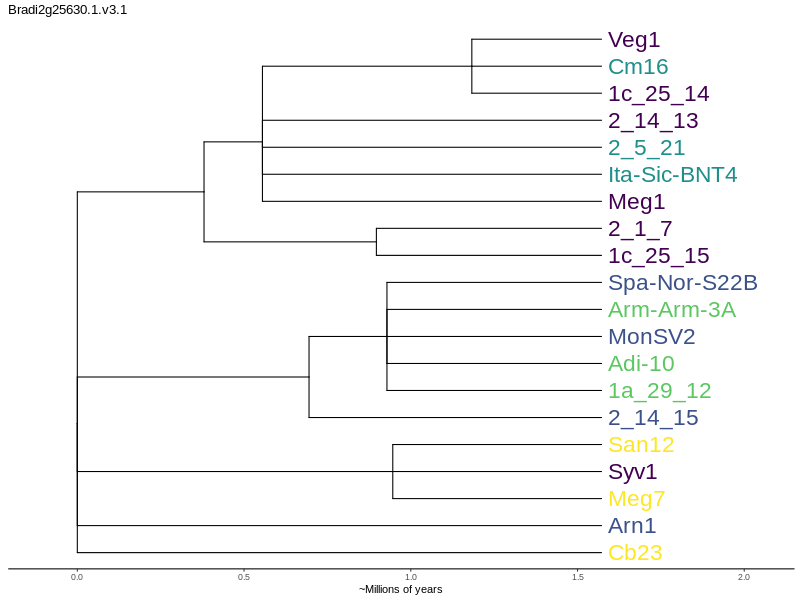 Bradi2g25630.1.v3.1
Veg1
Cm16
1c_25_14
2_14_13
2_5_21
Ita-Sic-BNT4
Meg1
2_1_7
1c_25_15
Spa-Nor-S22B
Arm-Arm-3A
MonSV2
Adi-10
1a_29_12
2_14_15
San12
Syv1
Meg7
Arn1
Cb23
0.0 0.5 1.0 1.5 2.0
~Millions of years